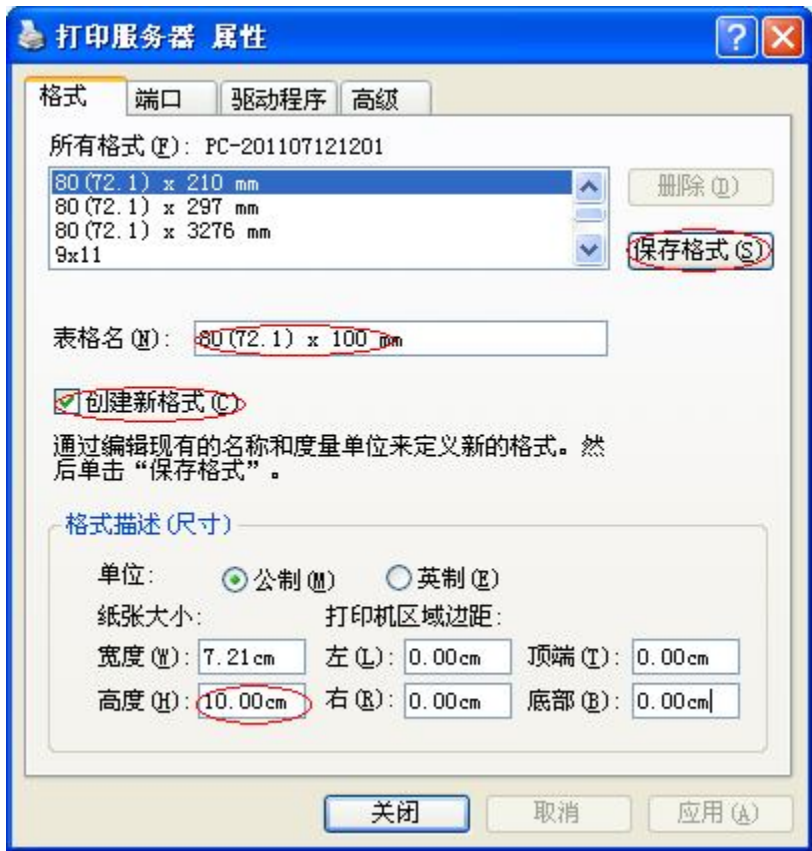 打印服务器 属性
格式 端口 驱动程序 高级
所有格式(F): PC-201107121201
80(72.1) x 210 mm
80(72.1) x 297 mm
80(72.1) x 3276 mm
9x11
删除(D)
保存格式(S)
表格名(N): 80(72.1) x 100 mm
创建新格式(C)
通过编辑现有的名称和度量单位来定义新的格式。然
后单击“保存格式”。
格式描述(尺寸)
单位: 公制(M) 英制(E)
纸张大小: 打印机区域边距:
宽度(W): 7.21cm 左(L): 0.00cm 顶端(T): 0.00cm
高度(H): 10.00cm 右(R): 0.00cm 底部(B): 0.00cm
关闭 取消 应用(A)